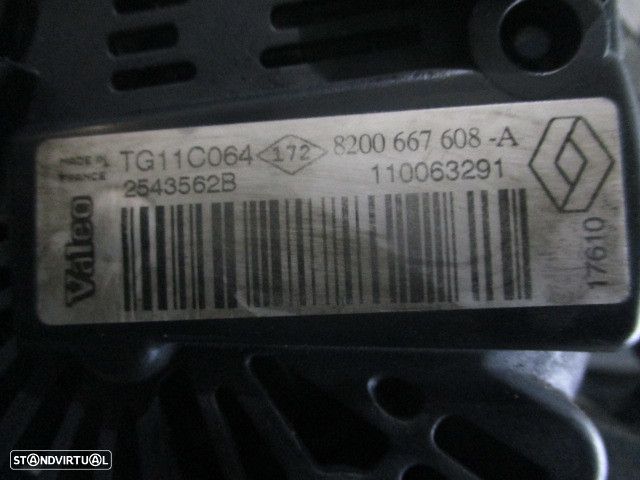 MADE IN
FRANCE
TG11C064 172 8200 667 608 -A
2543562B 110063291
Valeo
17610
STANDVIRTUAL